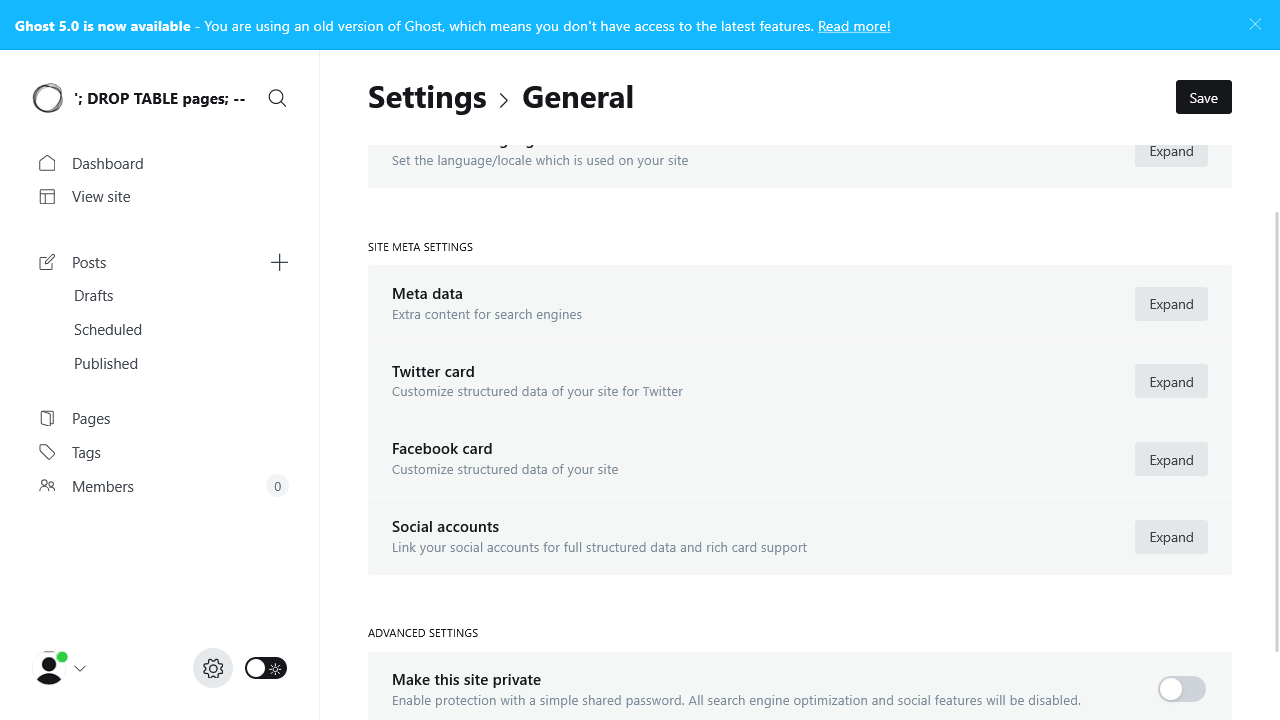 Ghost 5.0 is now available - You are using an old version of Ghost, which means you don't have access to the latest features. Read more!
'; DROP TABLE pages; --
Dashboard
View site
Posts
Drafts
Scheduled
Published
Pages
Tags
Members 0
Settings > General
Save
Set the language/locale which is used on your site
Expand
SITE META SETTINGS
Meta data
Extra content for search engines
Expand
Twitter card
Customize structured data of your site for Twitter
Expand
Facebook card
Customize structured data of your site
Expand
Social accounts
Link your social accounts for full structured data and rich card support
Expand
ADVANCED SETTINGS
Make this site private
Enable protection with a simple shared password. All search engine optimization and social features will be disabled.